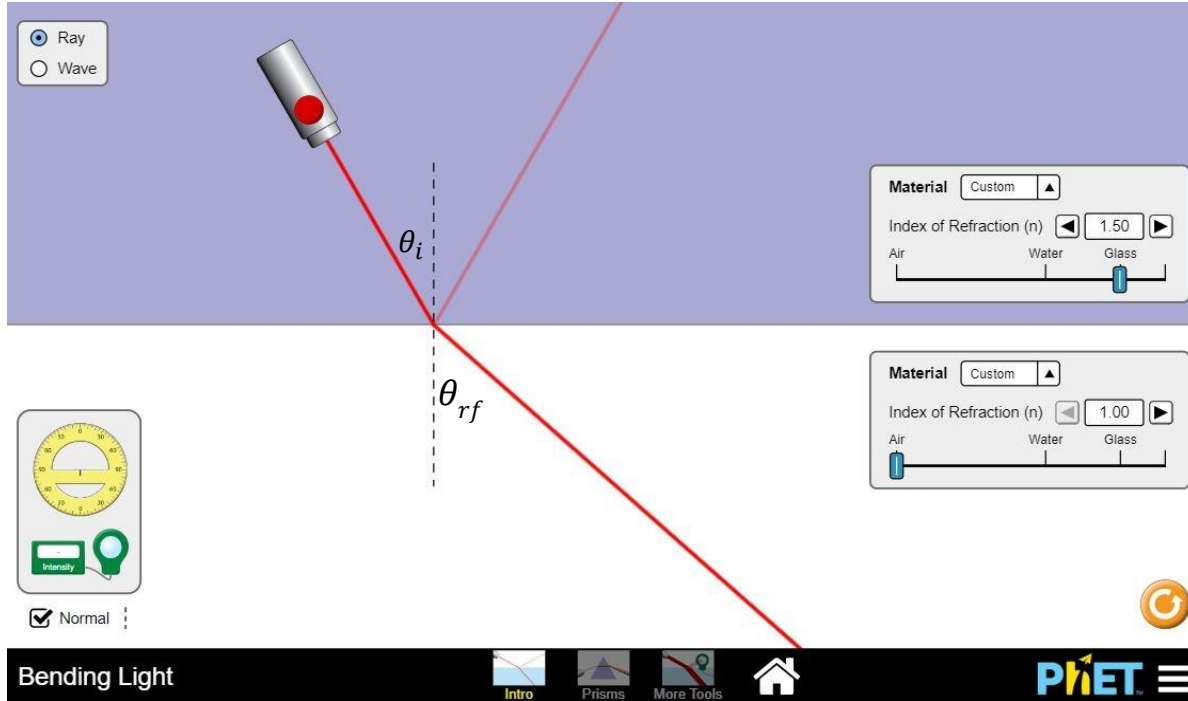 Ray
Wave
θi
θrf
Material Custom
Index of Refraction (n) 1.50
Air Water Glass
Material Custom
Index of Refraction (n) 1.00
Air Water Glass
Intensity
Normal
Bending Light
Intro
Prisms
More Tools
PhET